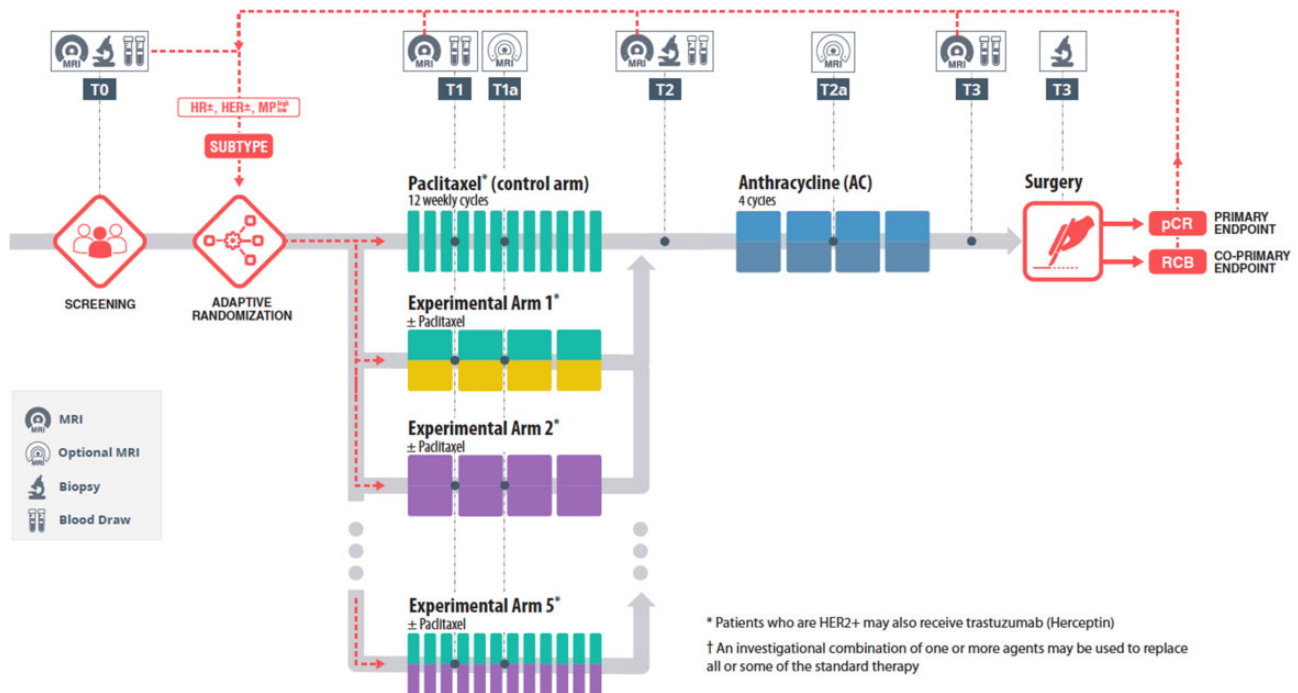 MRI
T0
MRI
T1
MRI
T1a
MRI
T2
MRI
T2a
MRI
T3
T3
HR±, HER±, MP high low
SUBTYPE
Paclitaxel* (control arm)
12 weekly cycles
Anthracycline (AC)
4 cycles
Surgery
pCR
PRIMARY
ENDPOINT
RCB
CO-PRIMARY
ENDPOINT
SCREENING
ADAPTIVE
RANDOMIZATION
Experimental Arm 1*
± Paclitaxel
Experimental Arm 2*
± Paclitaxel
MRI
MRI
MRI
Optional MRI
Biopsy
Blood Draw
Experimental Arm 5*
± Paclitaxel
* Patients who are HER2+ may also receive trastuzumab (Herceptin)
† An investigational combination of one or more agents may be used to replace
all or some of the standard therapy